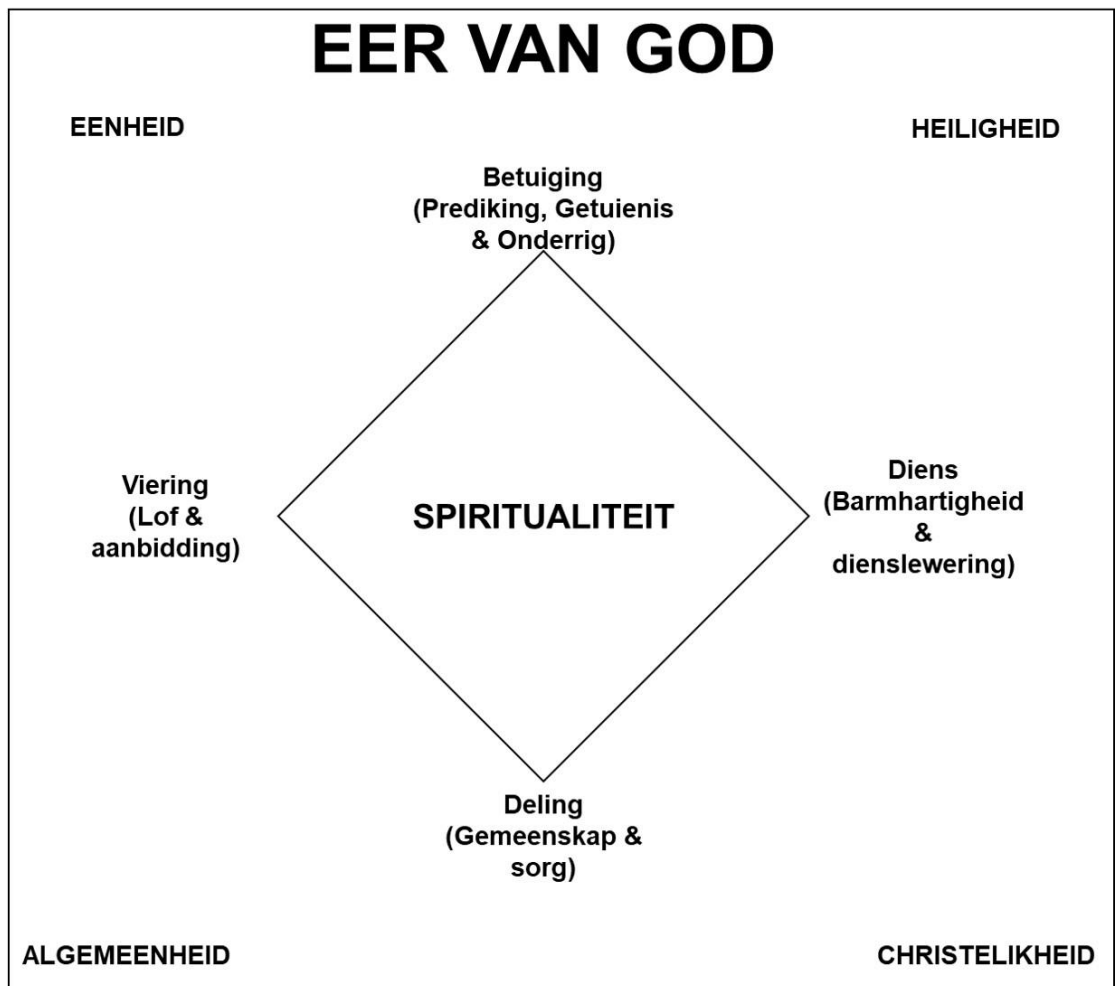 EER VAN GOD
EENHEID
HEILIGHEID
Betuiging
(Prediking, Getuienis
& Onderrig)
Viering
(Lof &
aanbidding)
SPIRITUALITEIT
Diens
(Barmhartigheid
&
dienslewering)
Deling
(Gemeenskap &
sorg)
ALGEMEENHEID
CHRISTELIKHEID